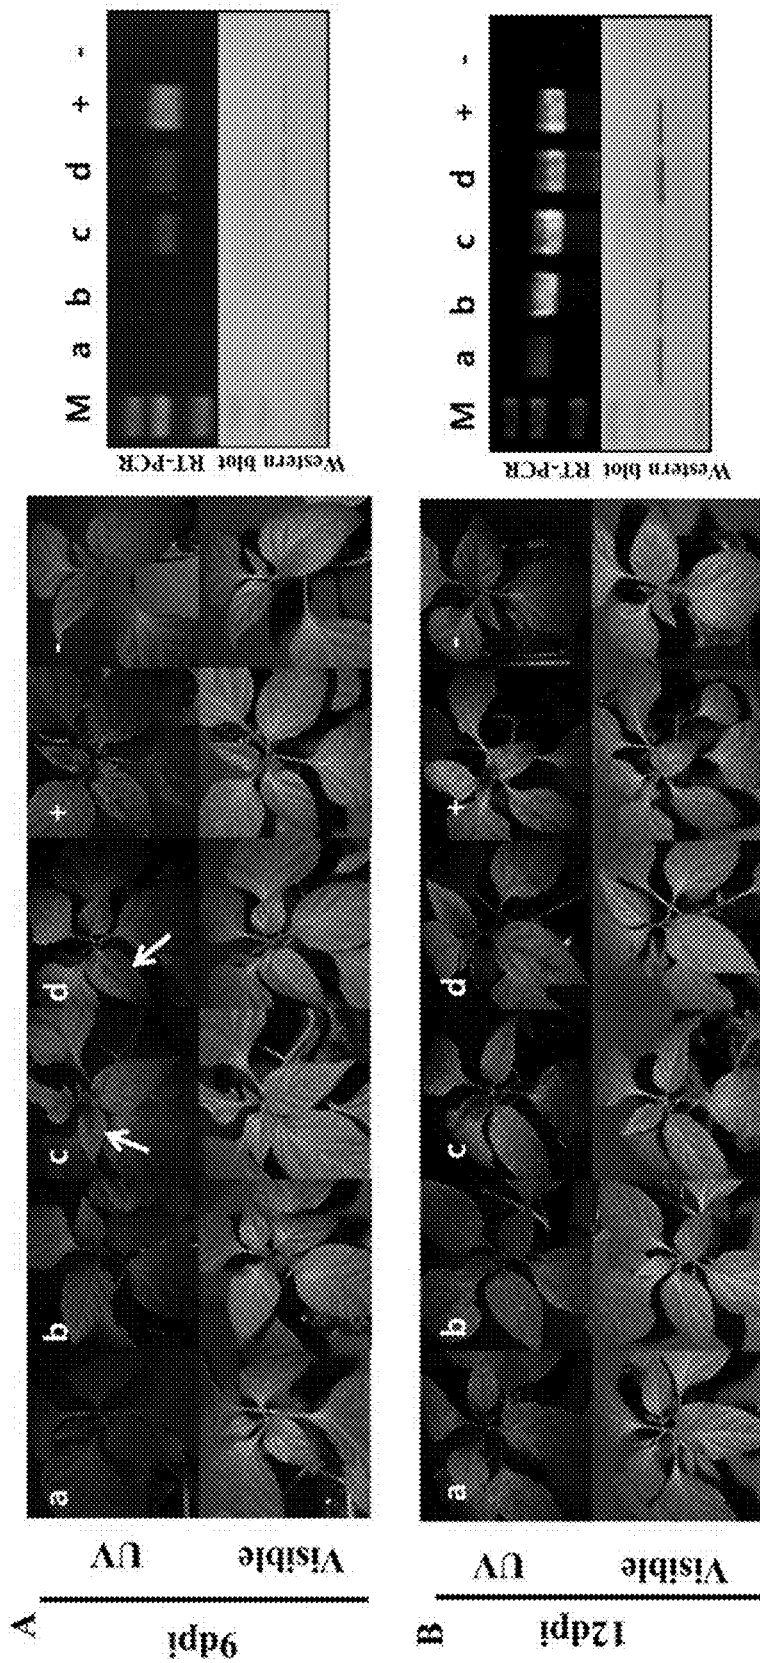 A
9dpi
UV
Visible
a b c d + -
M a b c d + -
RT-PCR
Western blot
B
12dpi
UV
Visible
a b c d + -
M a b c d + -
RT-PCR
Western blot